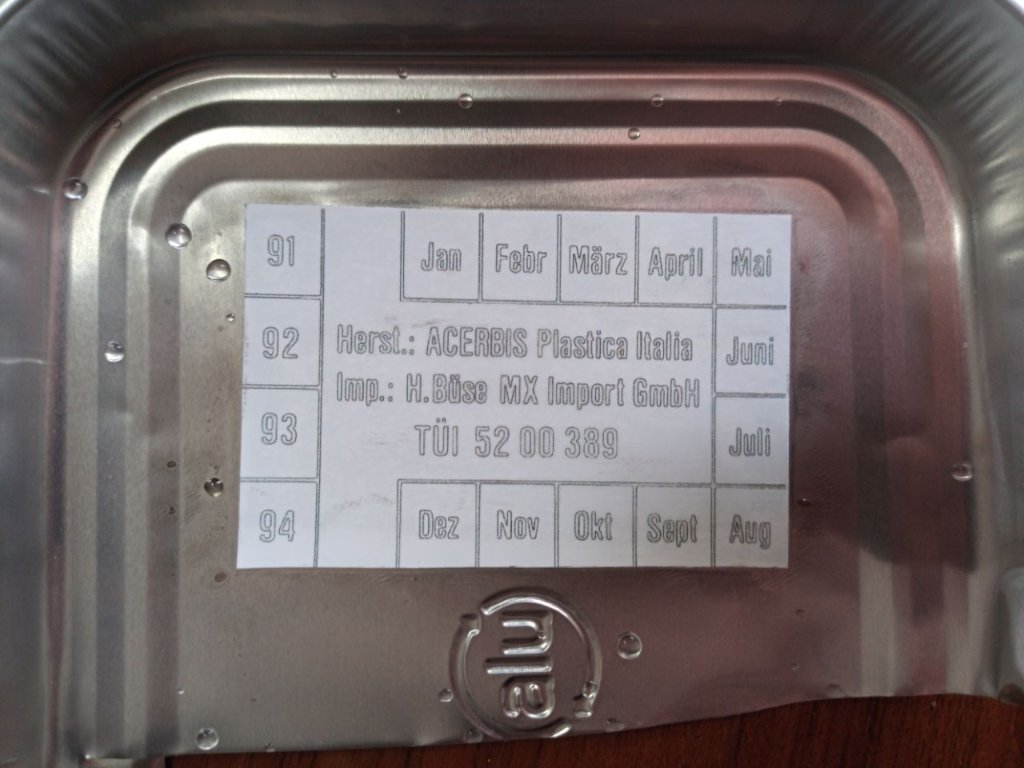 91 Jan Febr März April Mai
92 Juni
Herst.: ACERBIS Plastica Italia
Imp.: H.Büse MX Import GmbH
93 TÜI 52 00 389 Juli
94 Dez Nov Okt Sept Aug
alu